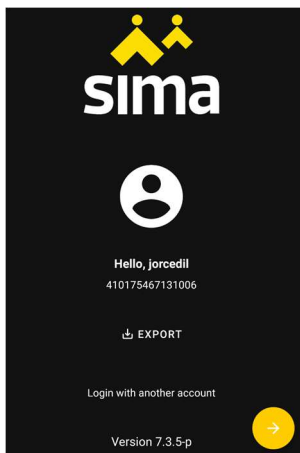 sima
Hello, jorcedil
410175467131006
EXPORT
Login with another account
Version 7.3.5-p